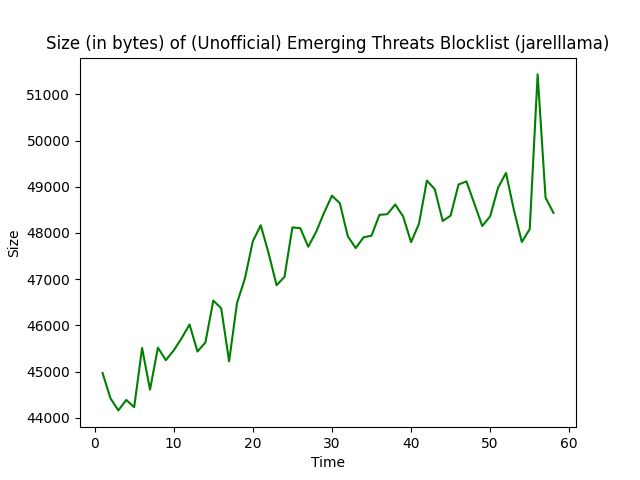 Size (in bytes) of (Unofficial) Emerging Threats Blocklist (jarelllama)
51000
50000
49000
48000
47000
46000
45000
44000
Size
0 10 20 30 40 50 60
Time